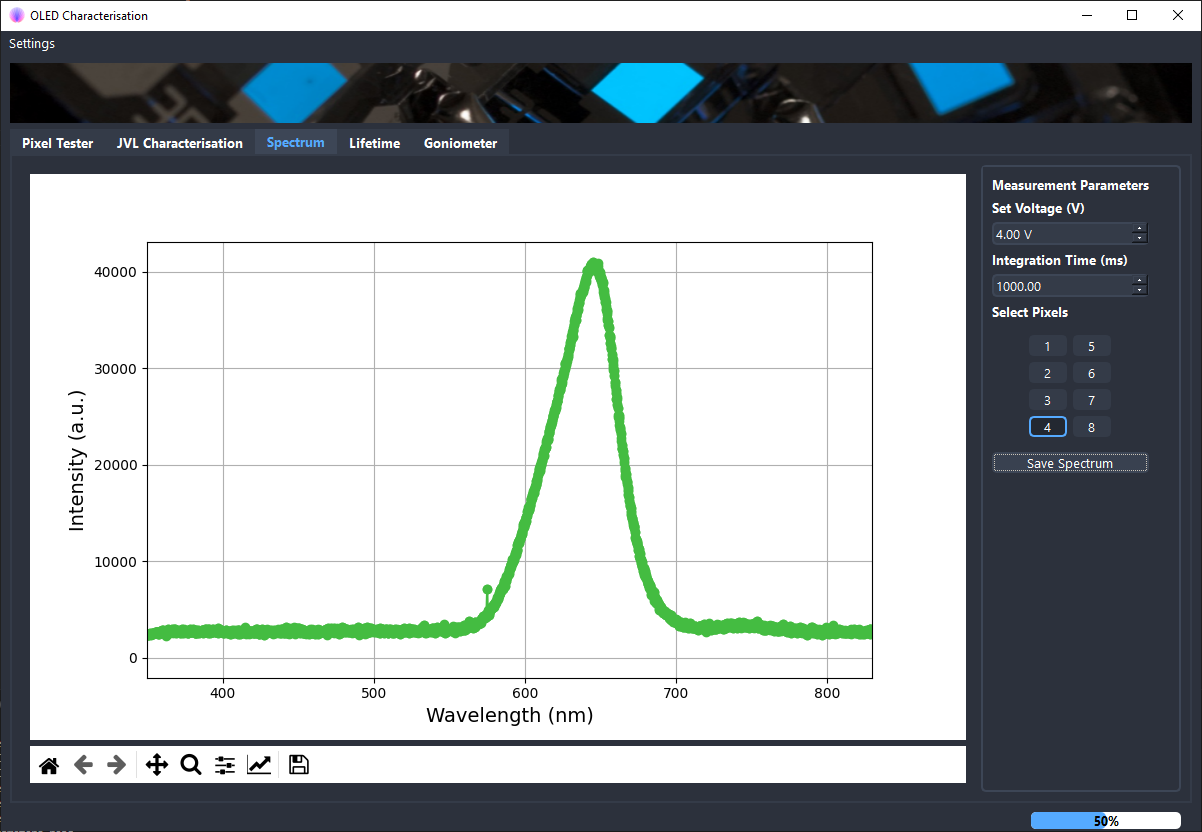 OLED Characterisation
Settings
Pixel Tester JVL Characterisation Spectrum Lifetime Goniometer
Measurement Parameters
Set Voltage (V)
4.00 V
Integration Time (ms)
1000.00
Select Pixels
1 5
2 6
3 7
4 8
Save Spectrum
40000
30000
20000
10000
0
Intensity (a.u.)
400 500 600 700 800
Wavelength (nm)
50%